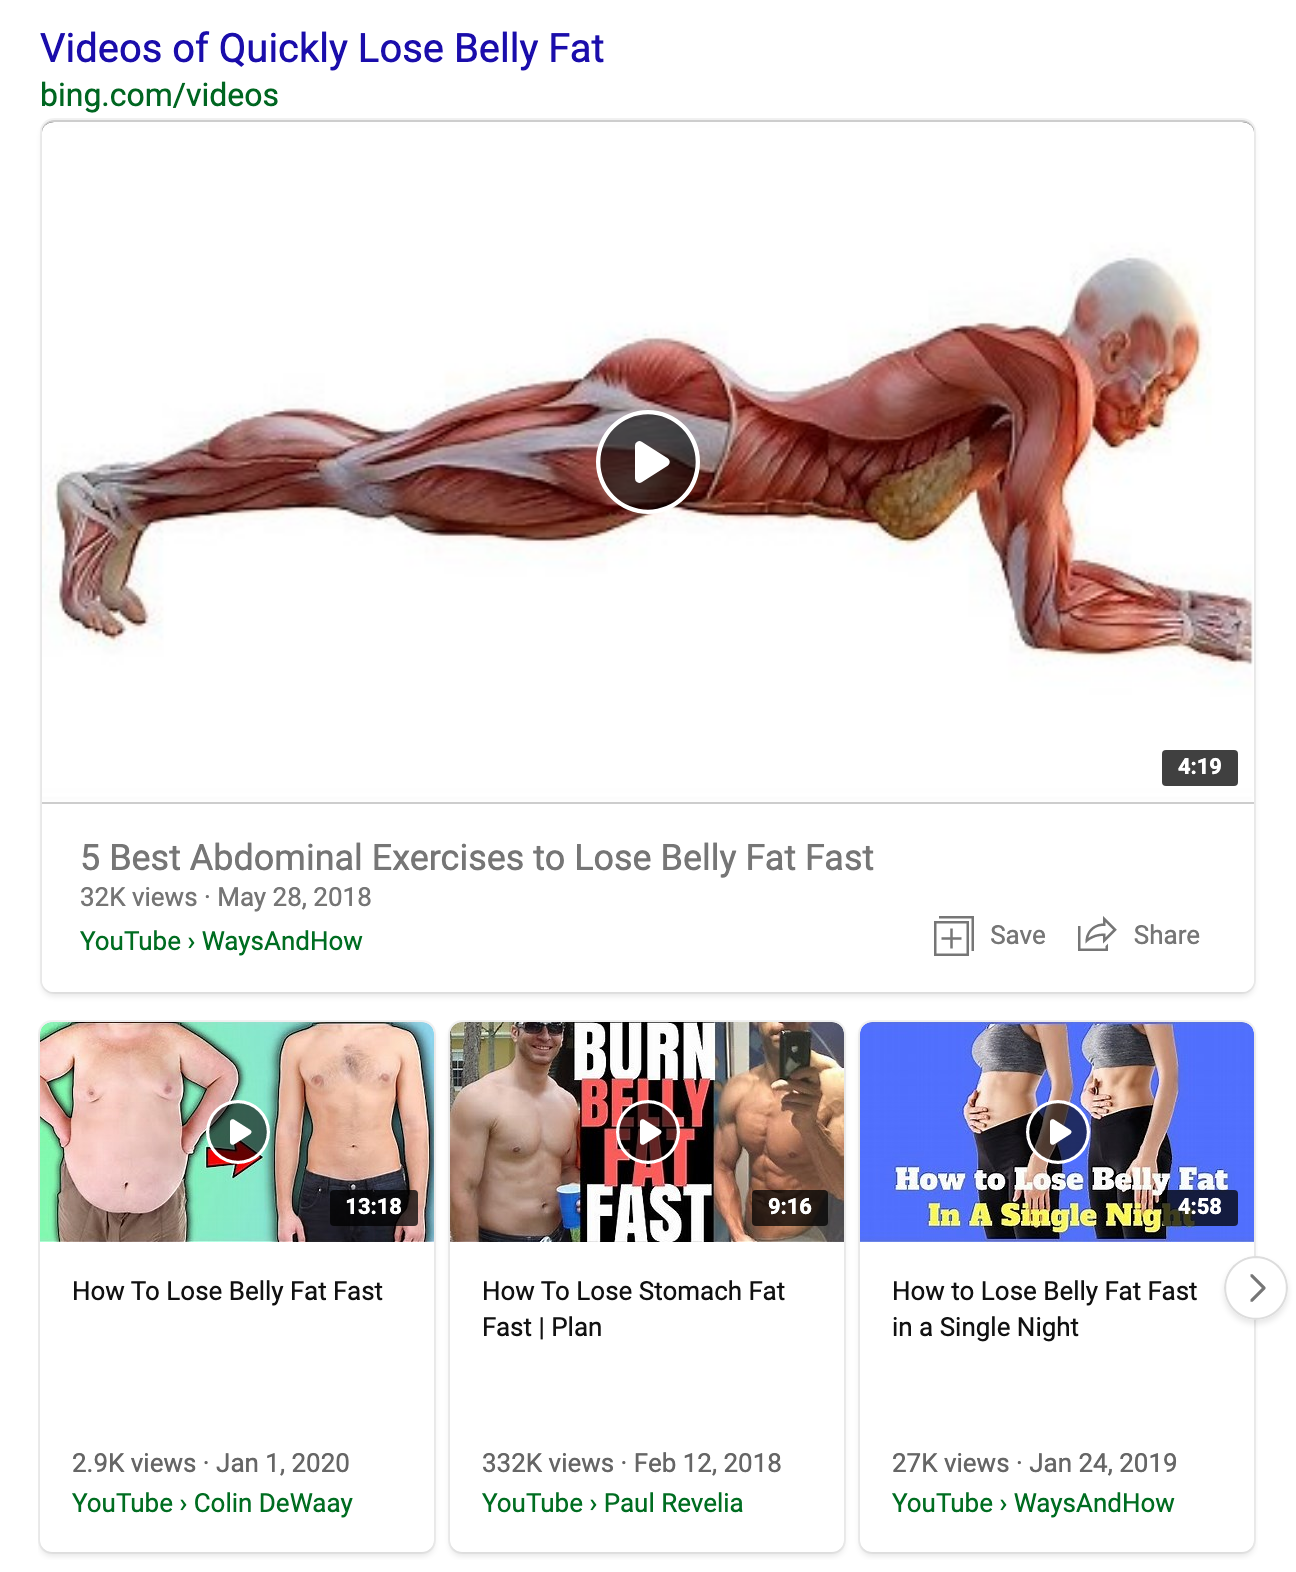 Videos of Quickly Lose Belly Fat
bing.com/videos
4:19
5 Best Abdominal Exercises to Lose Belly Fat Fast
32K views · May 28, 2018
YouTube › WaysAndHow
Save
Share
13:18
How To Lose Belly Fat Fast
2.9K views · Jan 1, 2020
YouTube › Colin DeWaay
BURN
BELLY
FAT
FAST
9:16
How To Lose Stomach Fat
Fast | Plan
332K views · Feb 12, 2018
YouTube › Paul Revelia
How to Lose Belly Fat
In A Single Night
4:58
How to Lose Belly Fat Fast
in a Single Night
27K views · Jan 24, 2019
YouTube › WaysAndHow